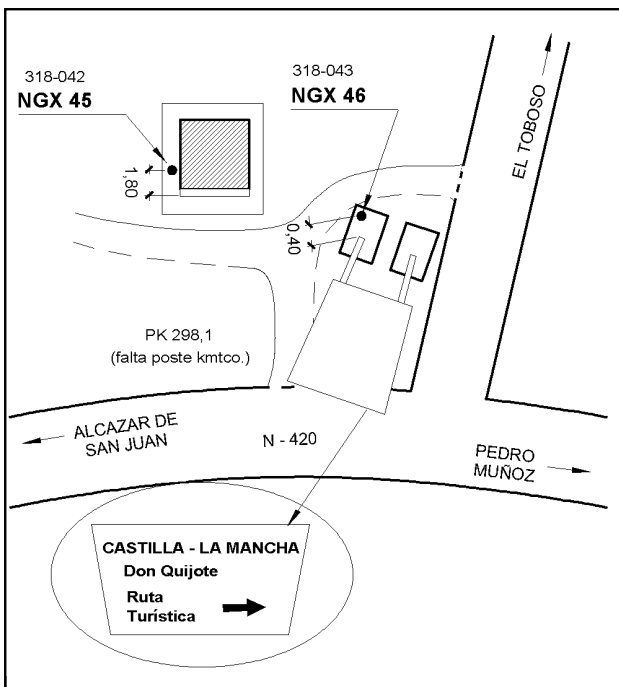 318-042
NGX 45
318-043
NGX 46
EL TOBOSO
1,80
0,40
PK 298,1
(falta poste kmtco.)
ALCAZAR DE
SAN JUAN
N - 420
PEDRO
MUÑOZ
CASTILLA - LA MANCHA
Don Quijote
Ruta
Turística